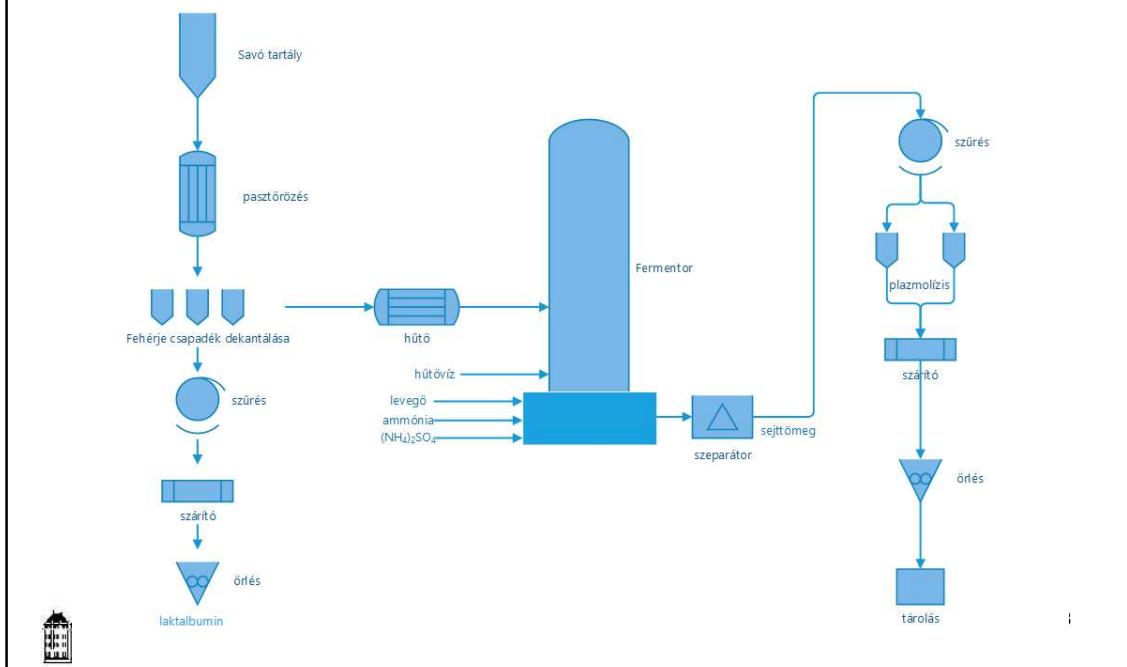 Savó tartály
pasztörözés
Fehérje csapadék dekantálása
szűrés
szárító
őrlés
laktalbumin
hűtő
Fermentor
hűtővíz
levegő
ammónia
(NH₄)₂SO₄
szeparátor
sejttömeg
szűrés
plazmolízis
szárító
őrlés
tárolás